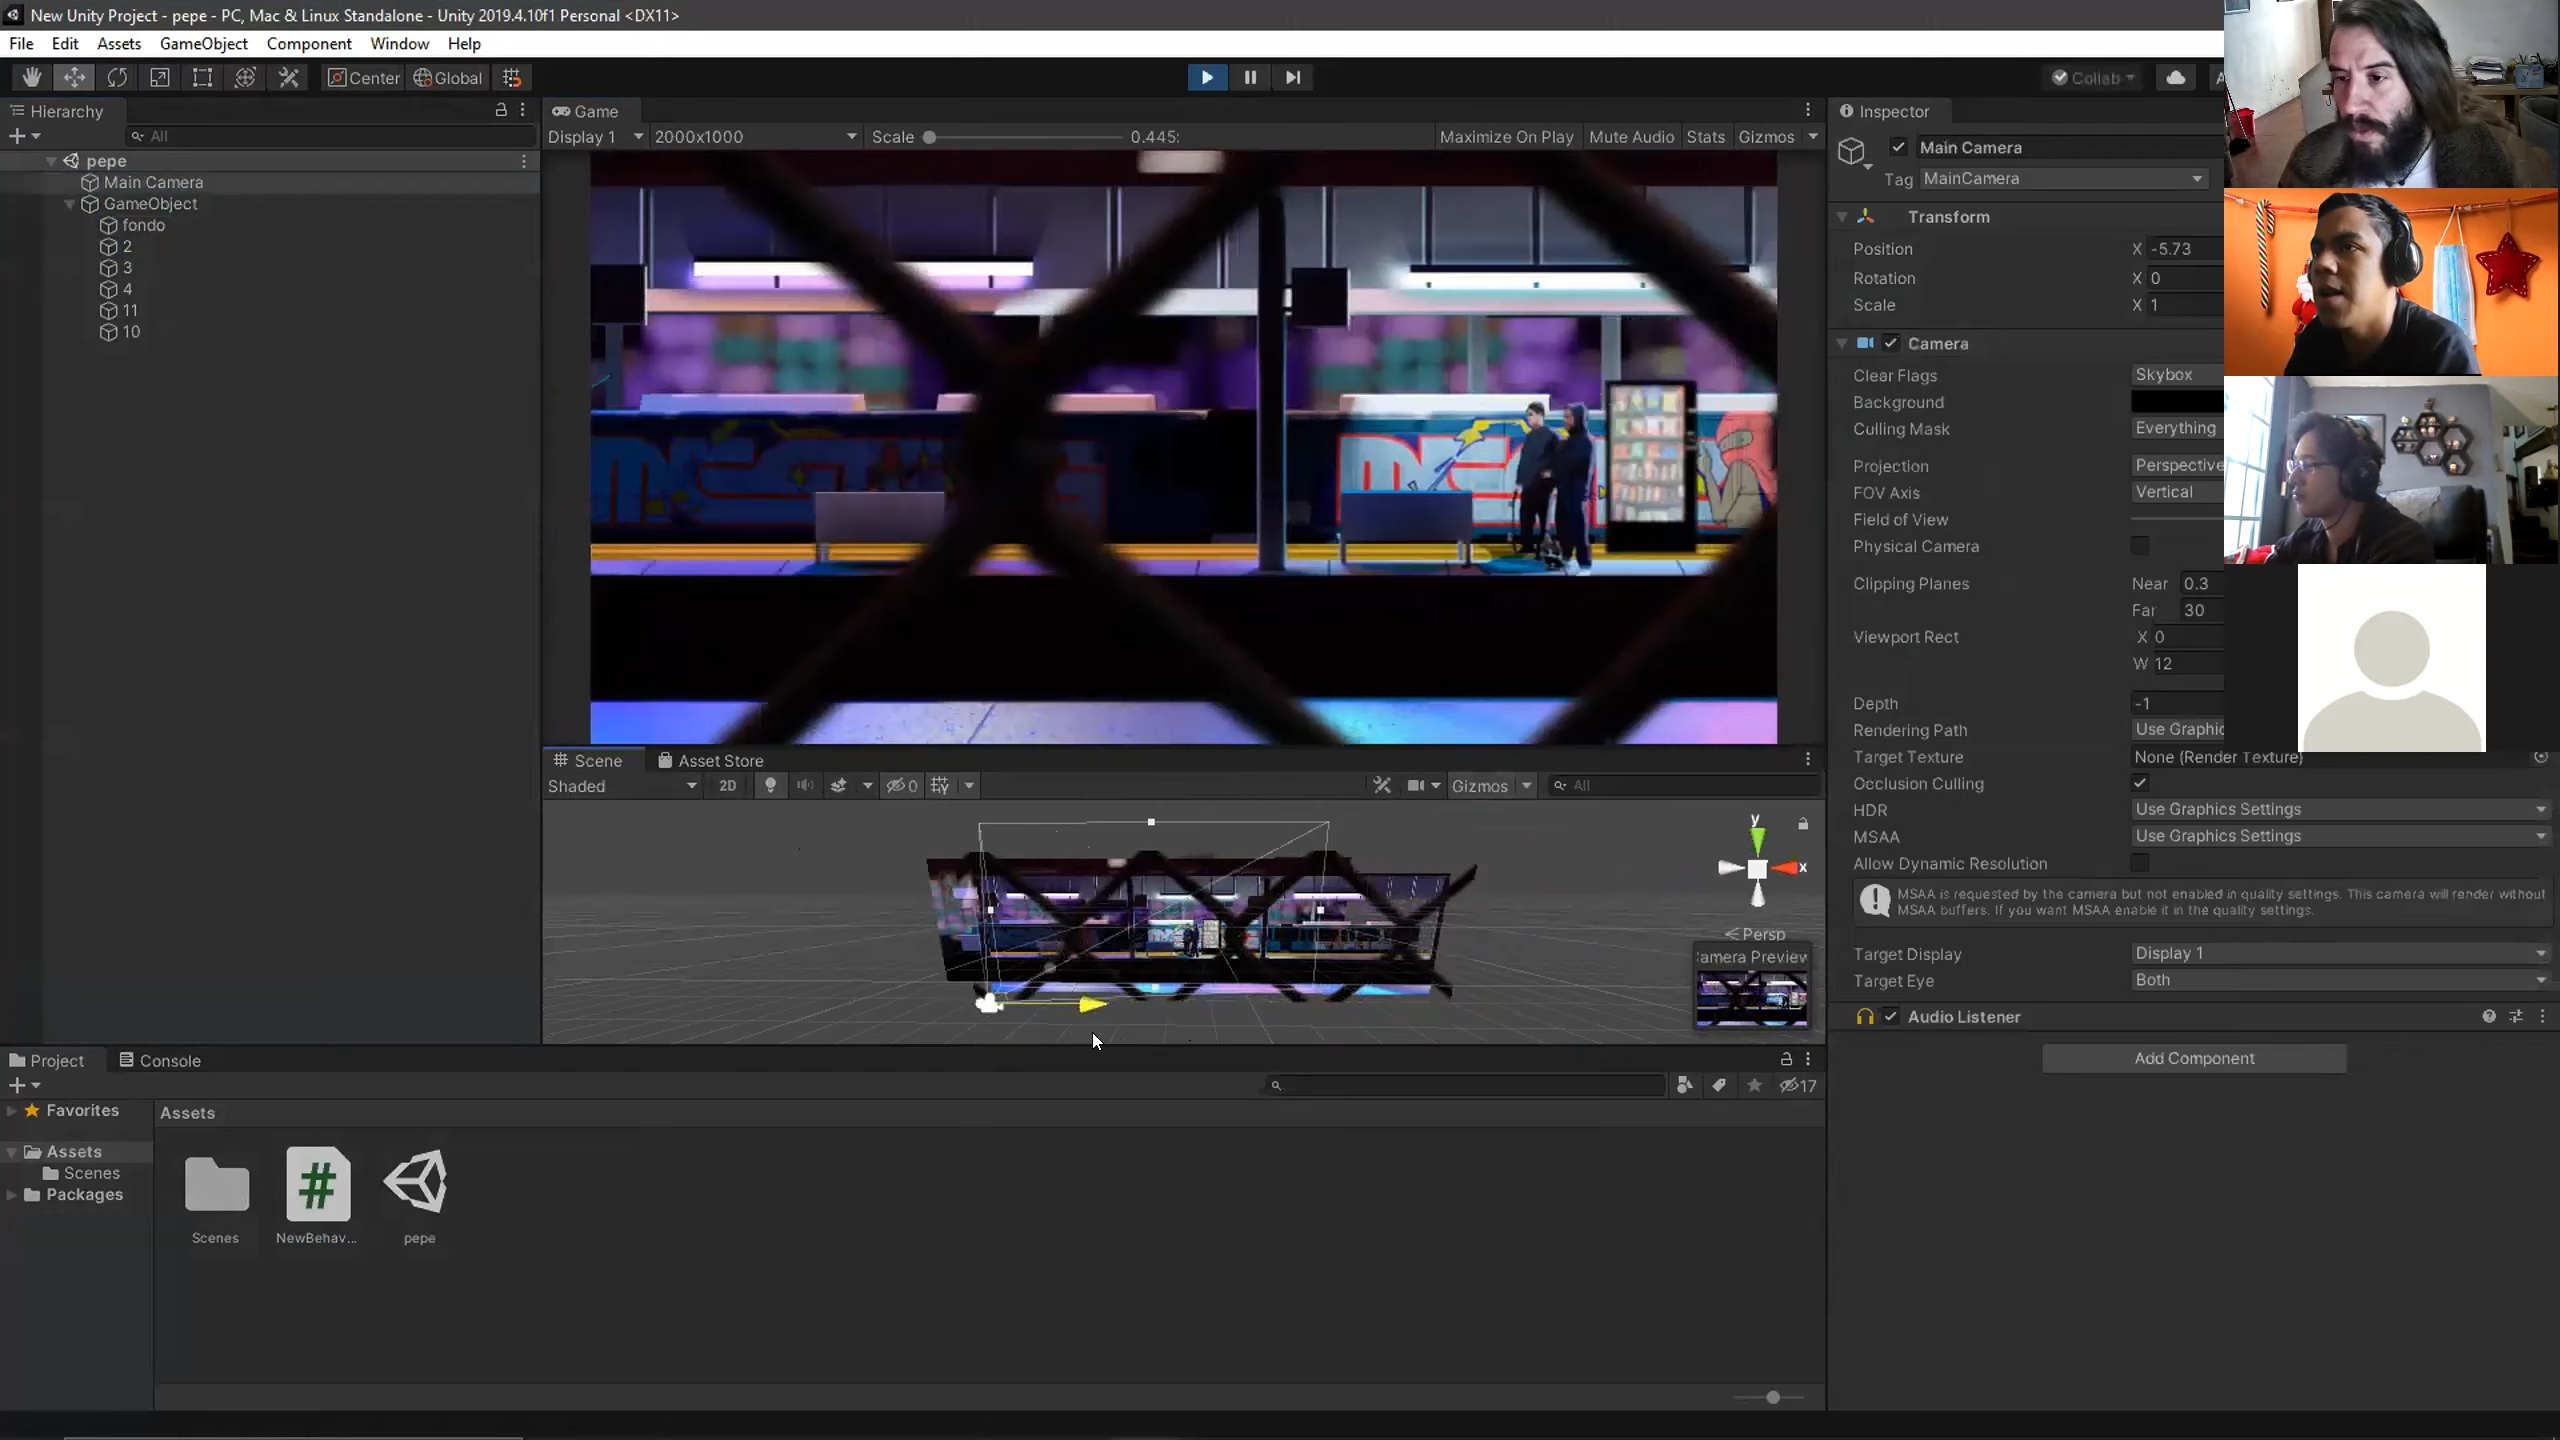 New Unity Project - pepe - PC, Mac & Linux Standalone - Unity 2019.4.10f1 Personal <DX11>
File Edit Assets GameObject Component Window Help
Center Global
Collab
Hierarchy
All
pepe
Main Camera
GameObject
fondo
2
3
4
11
10
Game
Display 1 2000x1000 Scale 0.445: Maximize On Play Mute Audio Stats Gizmos
Scene Asset Store
Shaded 2D 0 Gizmos All
y
x
Persp
amera Preview
Inspector
Main Camera
Tag MainCamera
Transform
Position X -5.73
Rotation X 0
Scale X 1
Camera
Clear Flags Skybox
Background
Culling Mask Everything
Projection Perspective
FOV Axis Vertical
Field of View
Physical Camera
Clipping Planes Near 0.3
Far 30
Viewport Rect X 0
W 12
Depth -1
Rendering Path Use Graphic
Target Texture None (Render Texture)
Occlusion Culling
HDR Use Graphics Settings
MSAA Use Graphics Settings
Allow Dynamic Resolution
MSAA is requested by the camera but not enabled in quality settings. This camera will render without
MSAA buffers. If you want MSAA enable it in the quality settings.
Target Display Display 1
Target Eye Both
Audio Listener
Add Component
Project Console
17
Favorites
Assets
Scenes
Packages
Assets
Scenes NewBehav... pepe